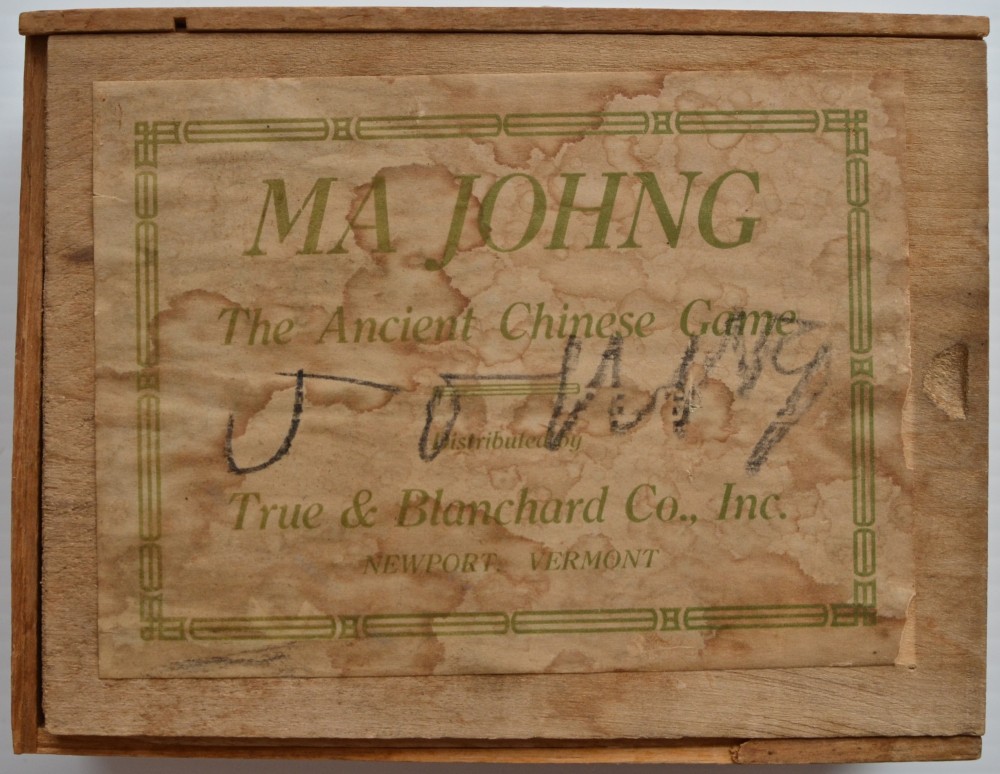 MA JOHNG
The Ancient Chinese Game
Distributed by
True & Blanchard Co., Inc.
NEWPORT, VERMONT